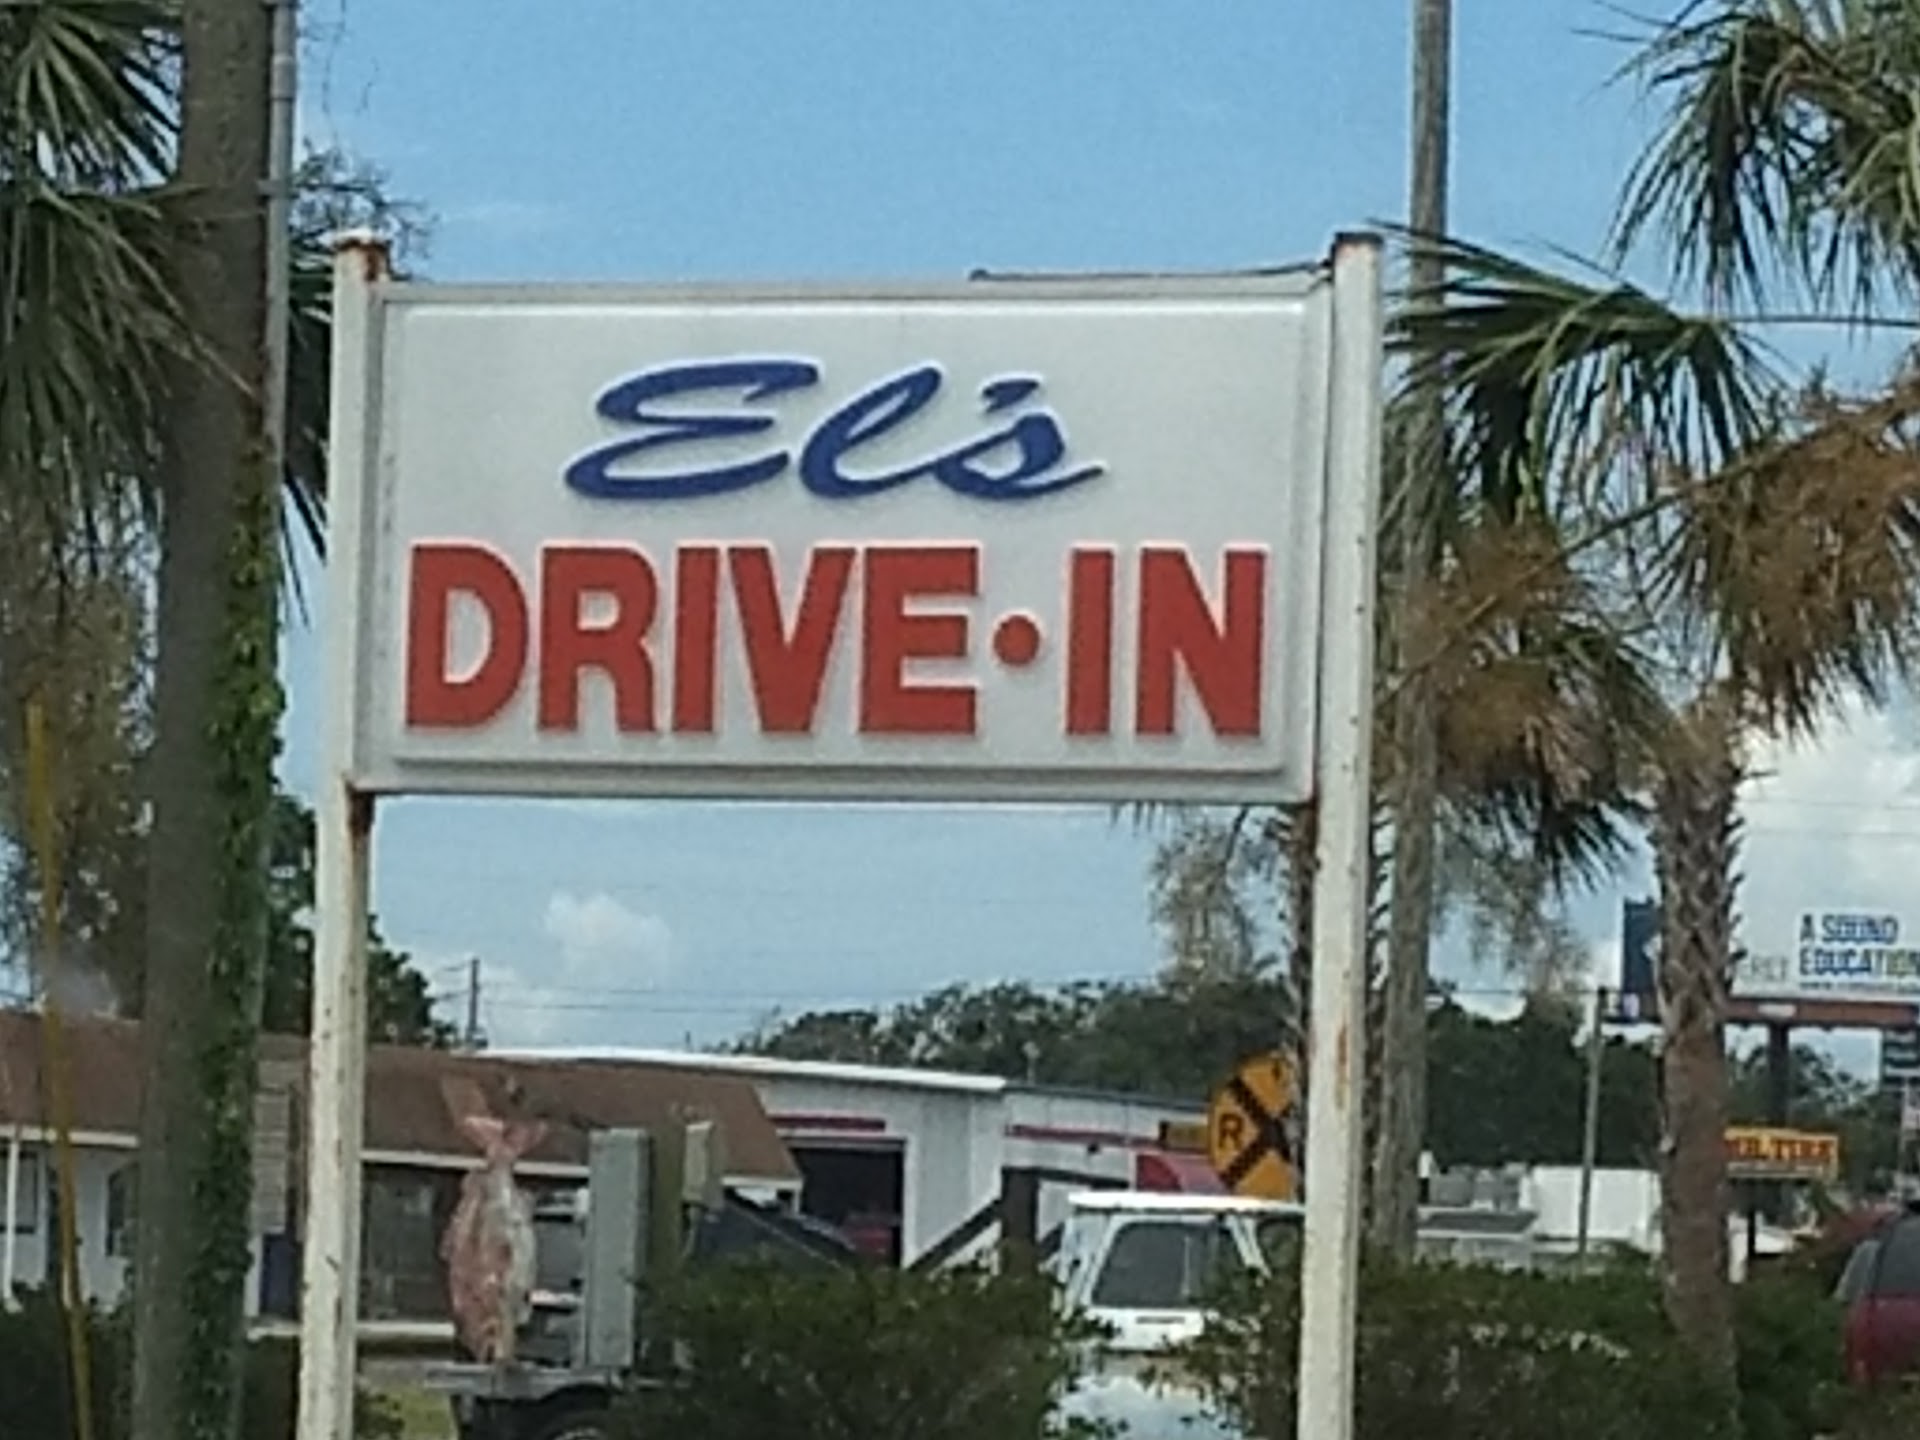 El's
DRIVE·IN
A SOUND
EDUCATION
R